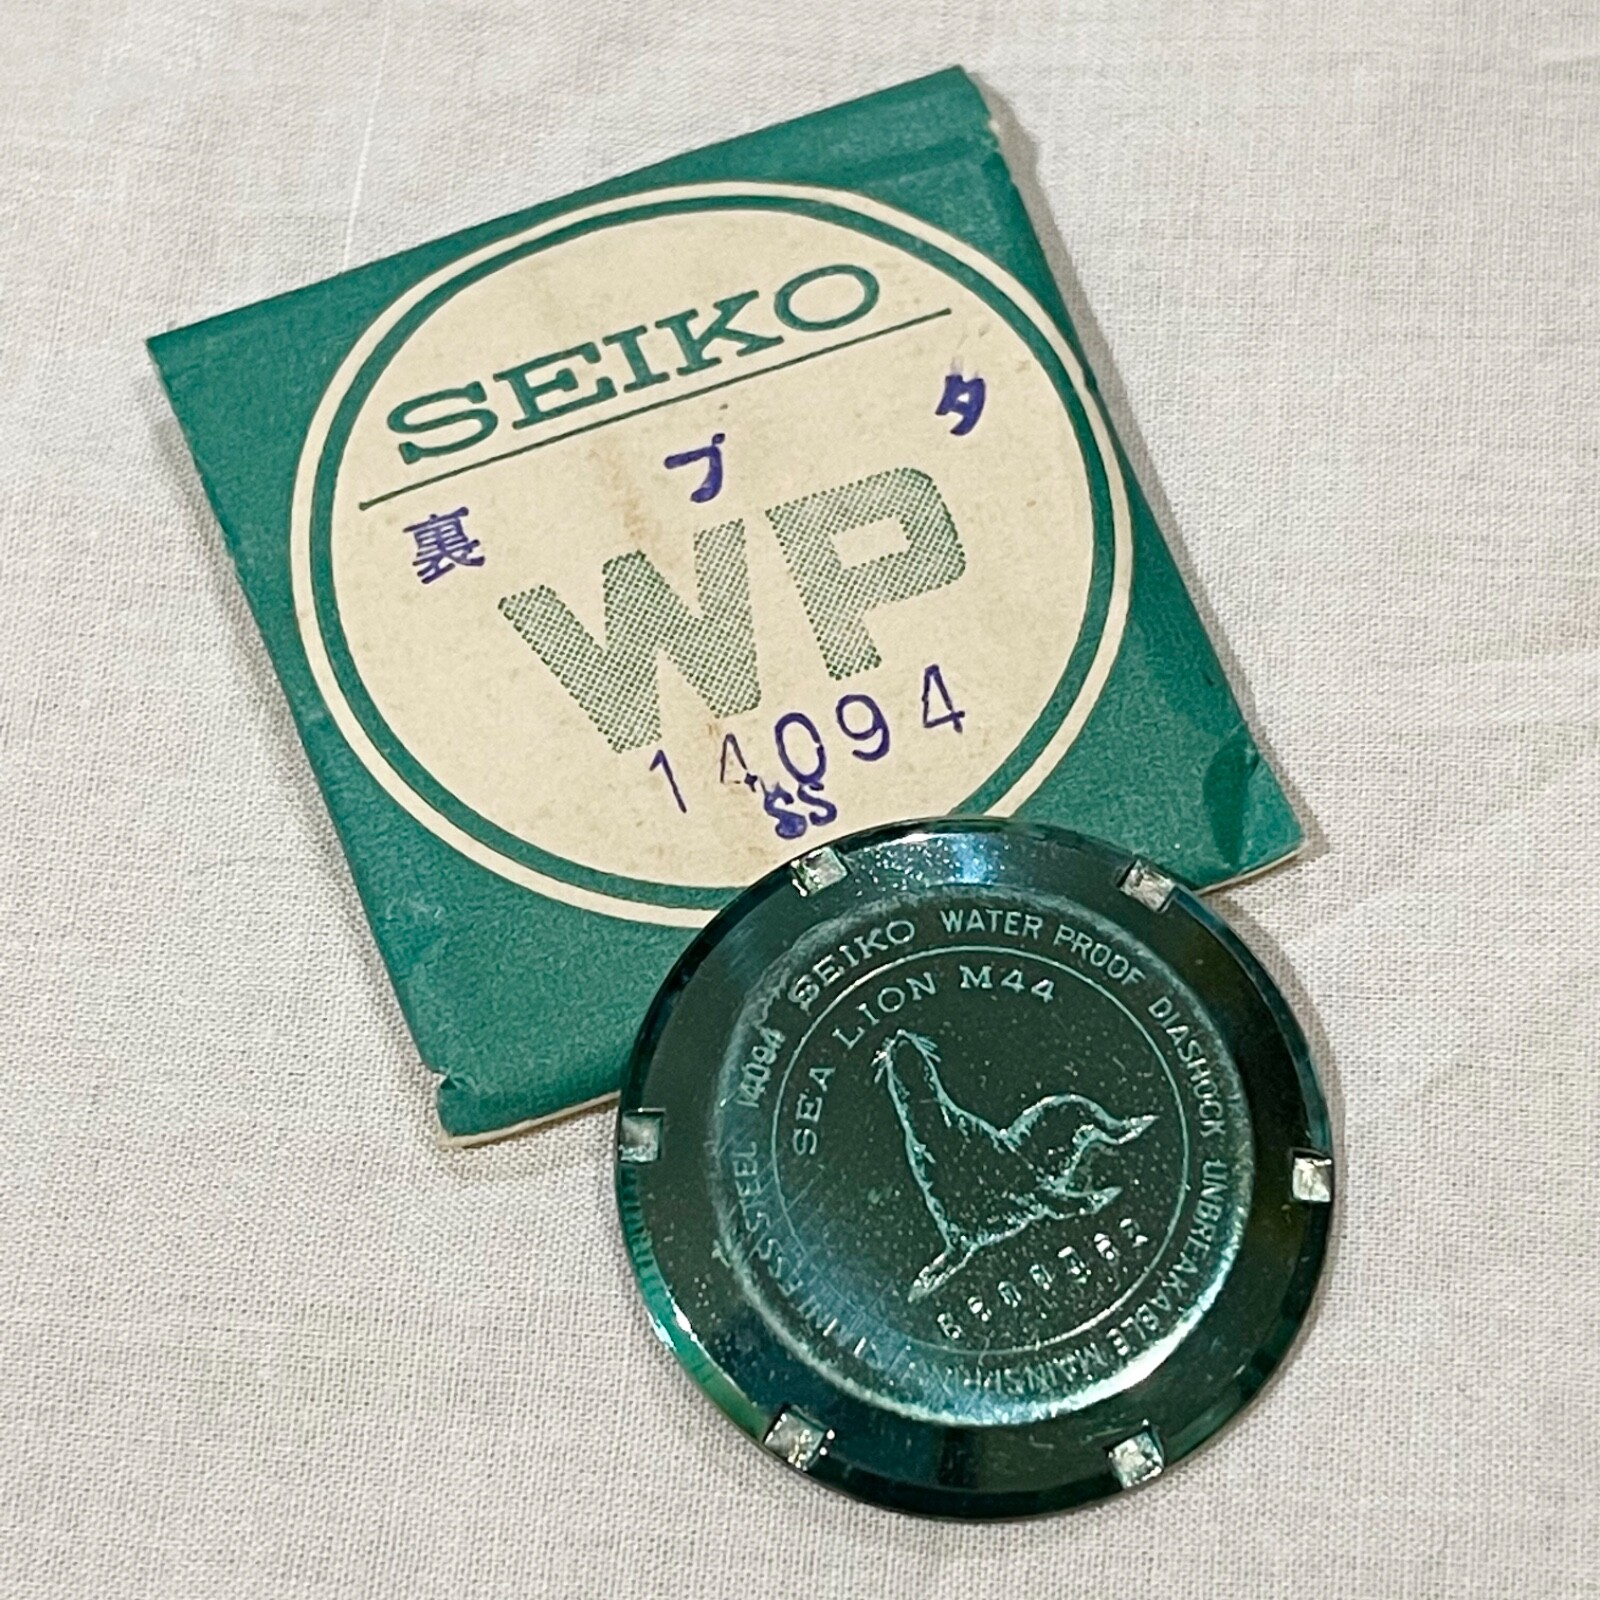 SEIKO
裏ブタ
WP
14094
SS
SEIKO WATER PROOF DIASHOCK UNBREAKABLE MAINSPRING STAINLESS STEEL 14094
SEA LION M44